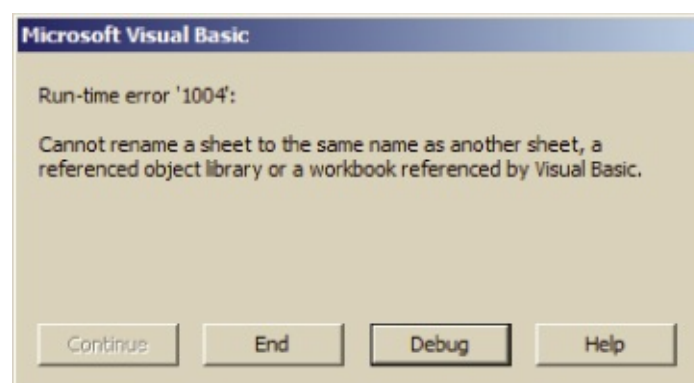 Microsoft Visual Basic
Run-time error '1004':
Cannot rename a sheet to the same name as another sheet, a
referenced object library or a workbook referenced by Visual Basic.
Continue End Debug Help